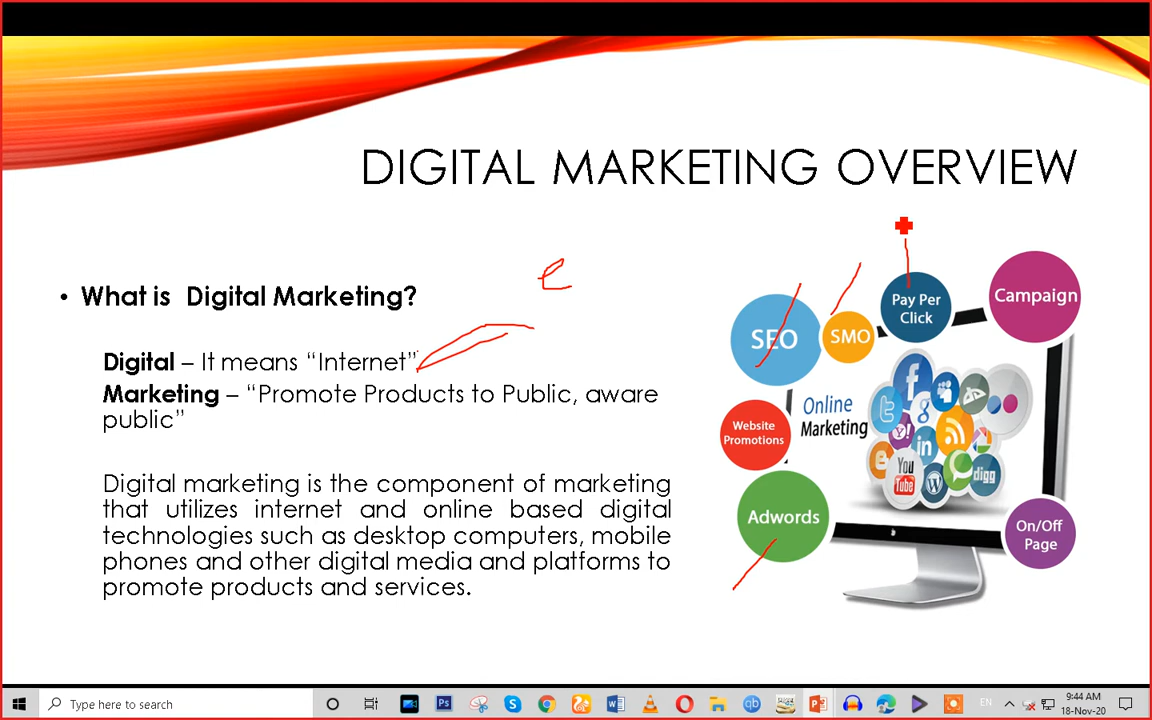 DIGITAL MARKETING OVERVIEW
e
• What is Digital Marketing?
Digital – It means “Internet”
Marketing – “Promote Products to Public, aware
public”
Digital marketing is the component of marketing
that utilizes internet and online based digital
technologies such as desktop computers, mobile
phones and other digital media and platforms to
promote products and services.
Campaign
Pay Per
Click
SEO
SMO
Online
Marketing
Website
Promotions
Adwords
On/Off
Page
You
Tube
digg
in
Type here to search
EN
9:44 AM
18-Nov-20